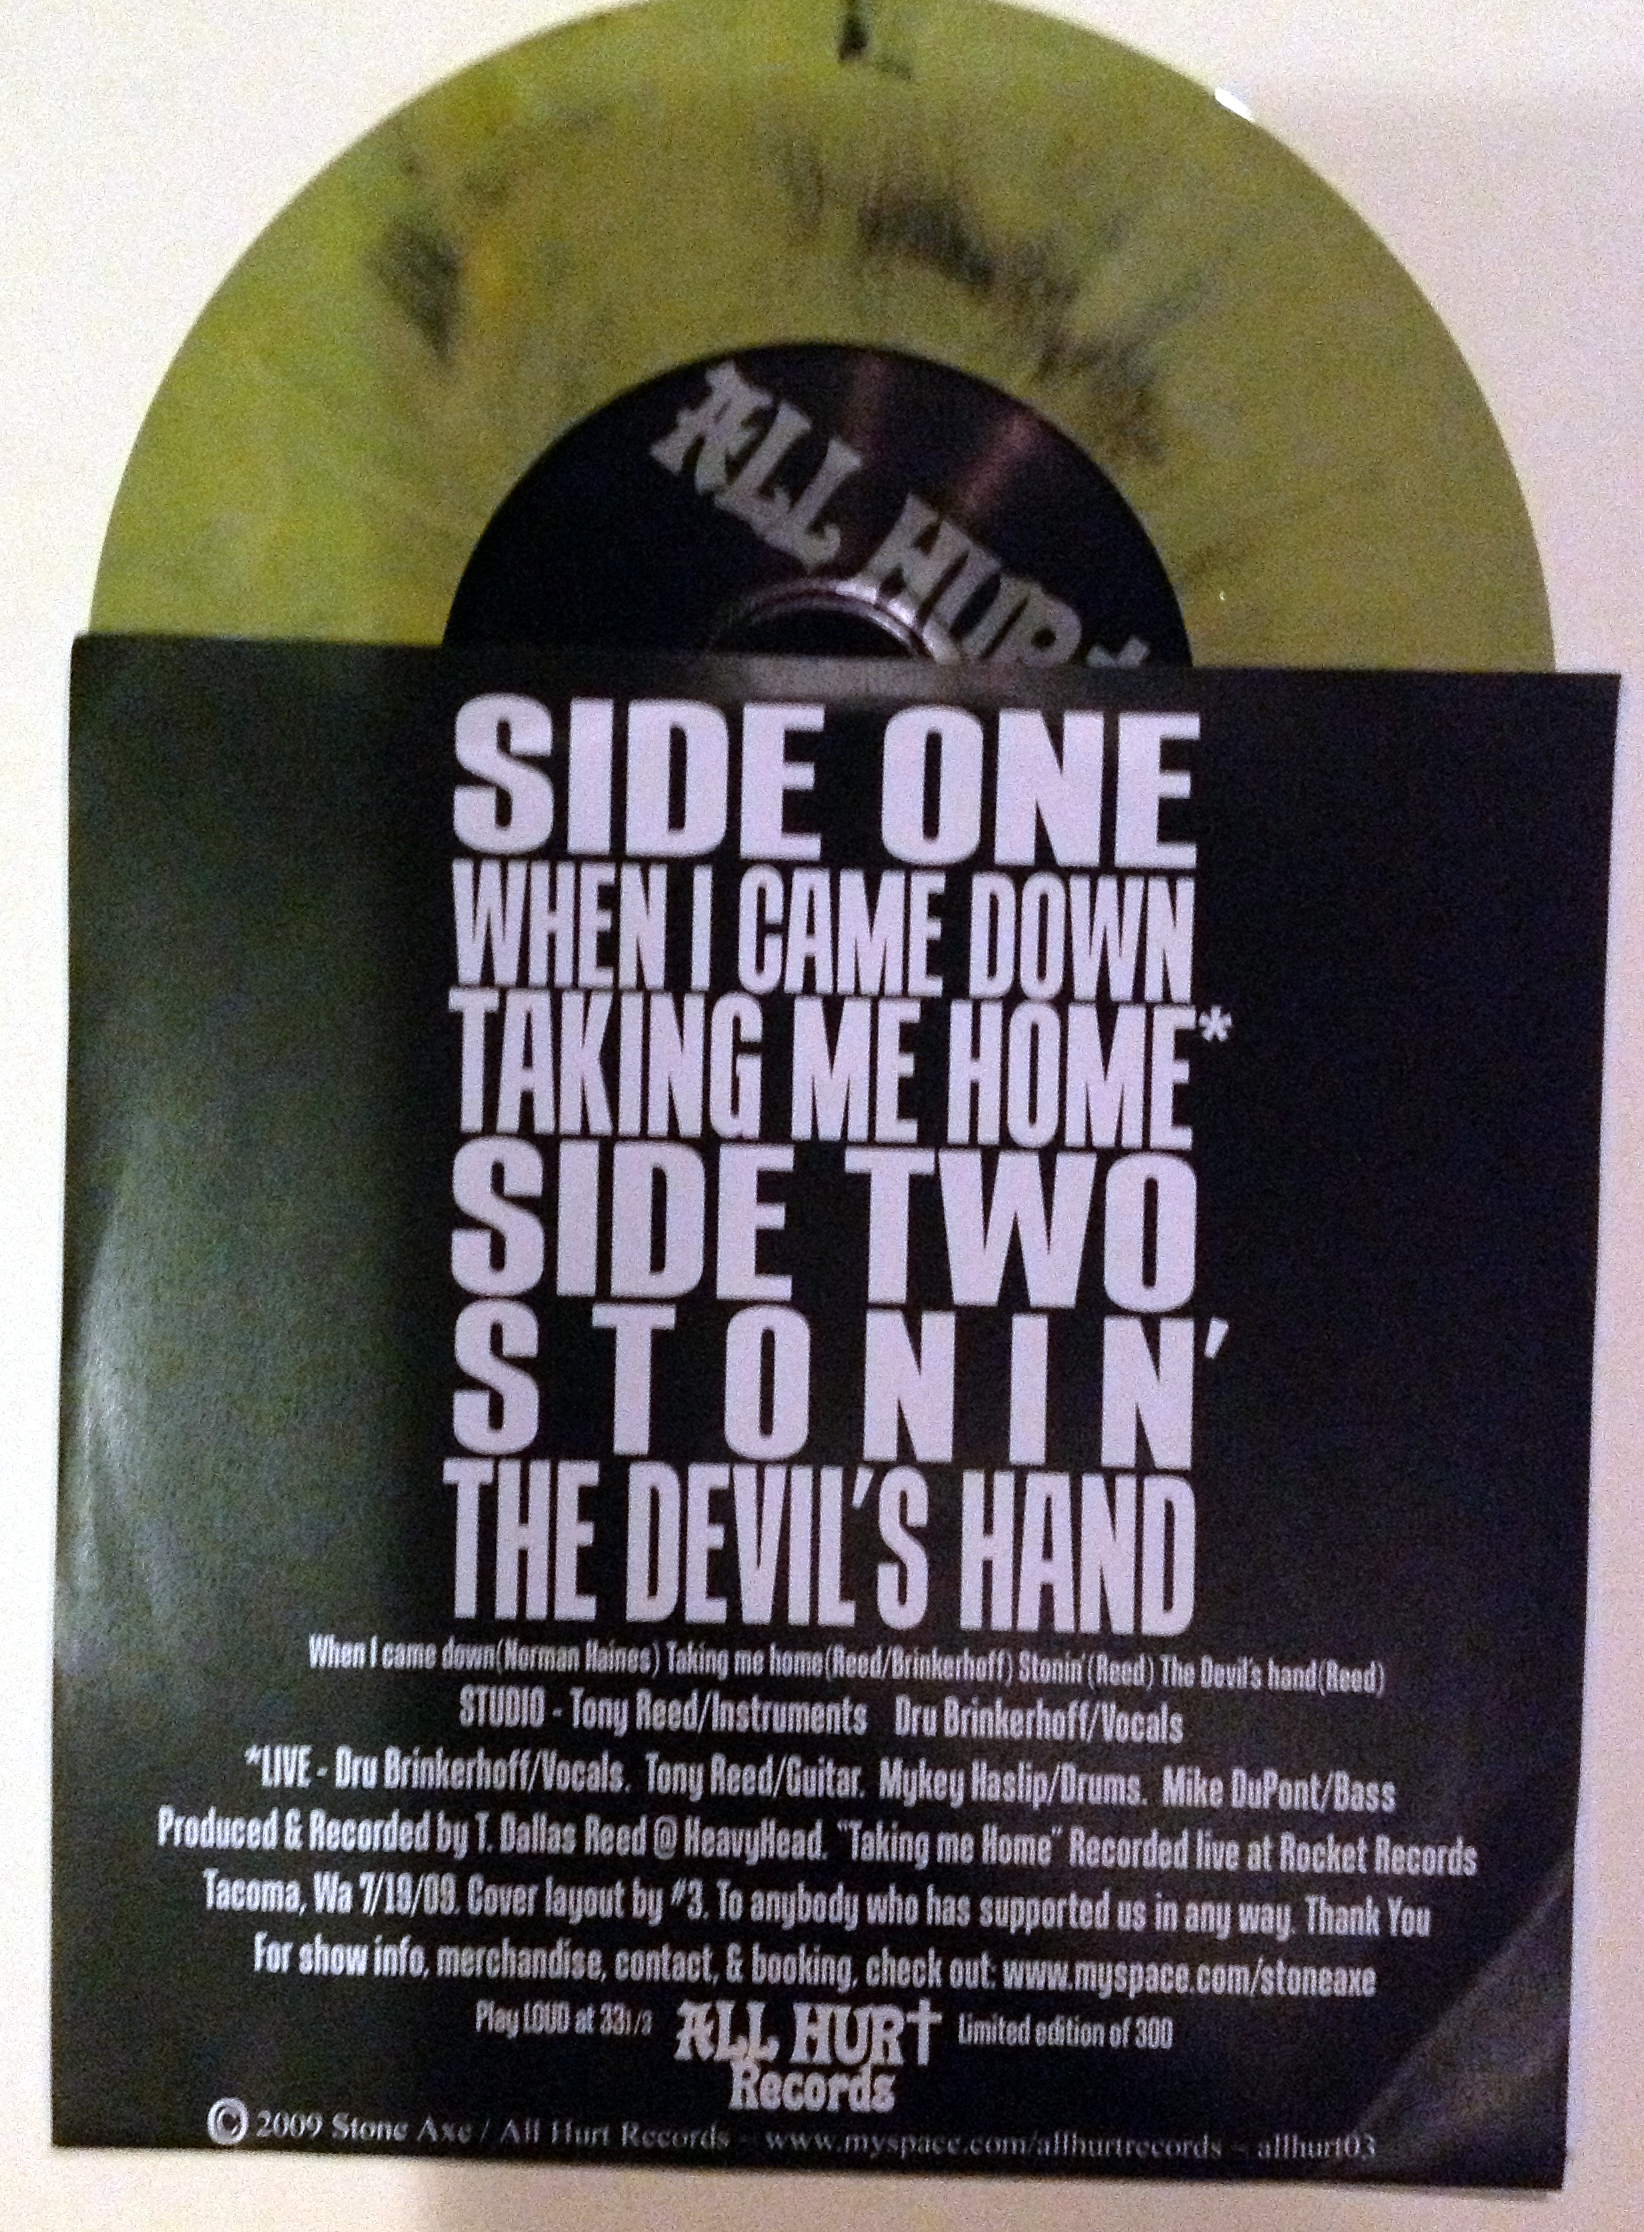 ALL HURT
SIDE ONE
WHEN I CAME DOWN
TAKING ME HOME*
SIDE TWO
STONIN'
THE DEVIL'S HAND
When I came down(Norman Haines) Taking me home(Reed/Brinkerhoff) Stonin'(Reed) The Devil's hand(Reed)
STUDIO - Tony Reed/Instruments Dru Brinkerhoff/Vocals
*LIVE - Dru Brinkerhoff/Vocals. Tony Reed/Guitar. Mykey Haslip/Drums. Mike DuPont/Bass
Produced & Recorded by T. Dallas Reed @ HeavyHead. "Taking me Home" Recorded live at Rocket Records
Tacoma, Wa 7/19/09. Cover layout by #3. To anybody who has supported us in any way. Thank You
For show info, merchandise, contact, & booking, check out: www.myspace.com/stoneaxe
Play LOUD at 331/3 ALL HURT Limited edition of 300
Records
© 2009 Stone Axe / All Hurt Records ~ www.myspace.com/allhurtrecords ~ allhurt03